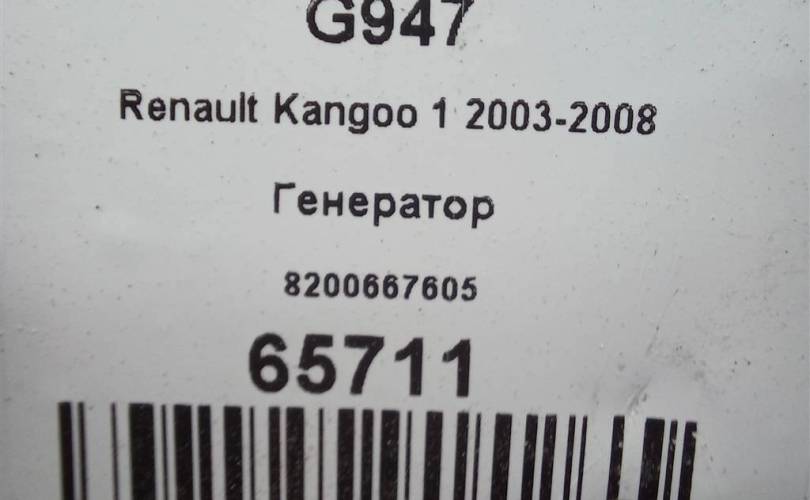 G947
Renault Kangoo 1 2003-2008
Генератор
8200667605
65711